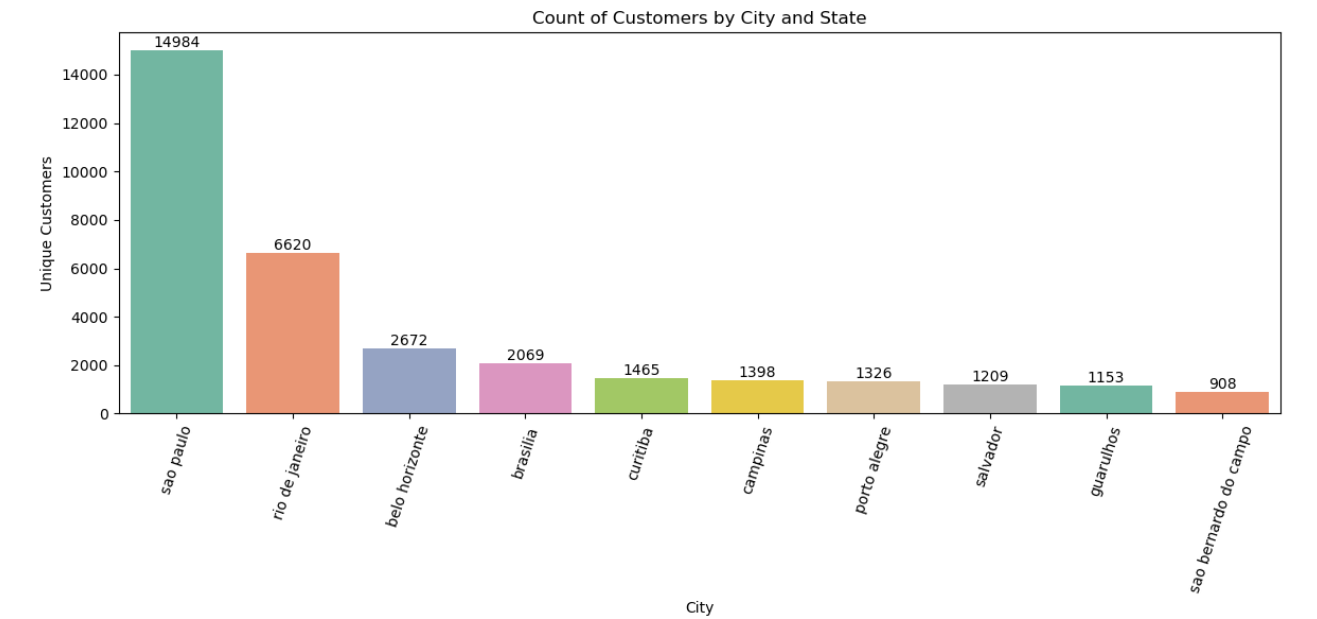 Count of Customers by City and State
Unique Customers
14000
12000
10000
8000
6000
4000
2000
0
14984
6620
2672
2069
1465
1398
1326
1209
1153
908
sao paulo
rio de janeiro
belo horizonte
brasilia
curitiba
campinas
porto alegre
salvador
guarulhos
sao bernardo do campo
City